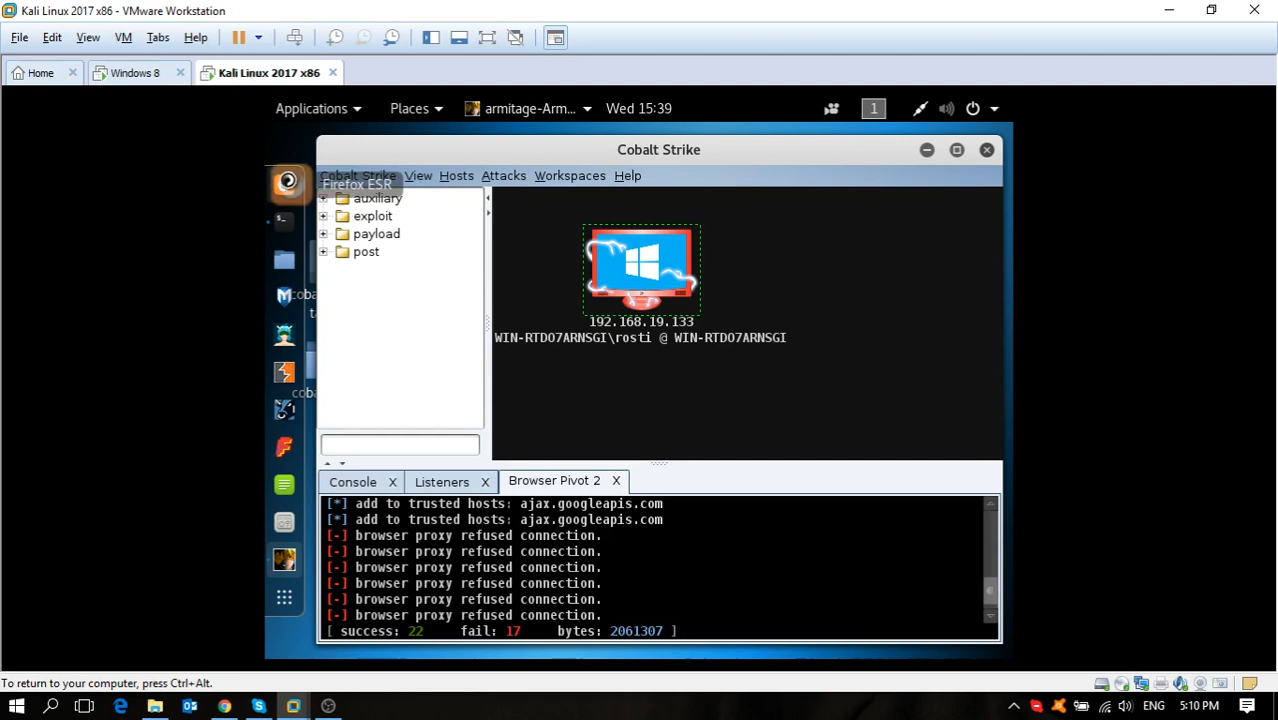 Kali Linux 2017 x86 - VMware Workstation
File Edit View VM Tabs Help
Home Windows 8 Kali Linux 2017 x86
Applications Places armitage-Arm... Wed 15:39 1
Cobalt Strike
Cobalt Strike View Hosts Attacks Workspaces Help
Firefox ESR
auxiliary
exploit
payload
post
192.168.19.133
WIN-RTDO7ARNSGI\rosti @ WIN-RTDO7ARNSGI
Console X Listeners X Browser Pivot 2 X
[*] add to trusted hosts: ajax.googleapis.com
[*] add to trusted hosts: ajax.googleapis.com
[-] browser proxy refused connection.
[-] browser proxy refused connection.
[-] browser proxy refused connection.
[-] browser proxy refused connection.
[-] browser proxy refused connection.
[-] browser proxy refused connection.
[ success: 22 fail: 17 bytes: 2061307 ]
To return to your computer, press Ctrl+Alt.
ENG 5:10 PM